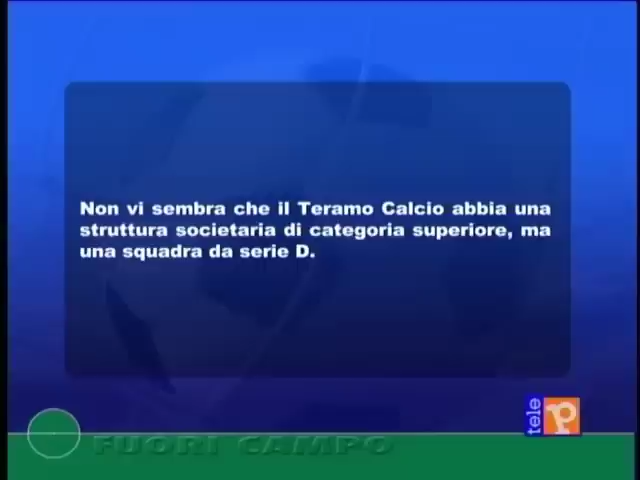 Non vi sembra che il Teramo Calcio abbia una
struttura societaria di categoria superiore, ma
una squadra da serie D.
tele P
FUORI CAMPO